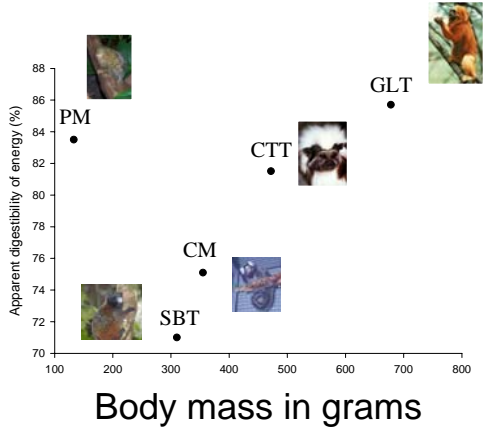 Apparent digestibility of energy (%)
88
86
84
82
80
78
76
74
72
70
PM
GLT
CTT
CM
SBT
100 200 300 400 500 600 700 800
Body mass in grams